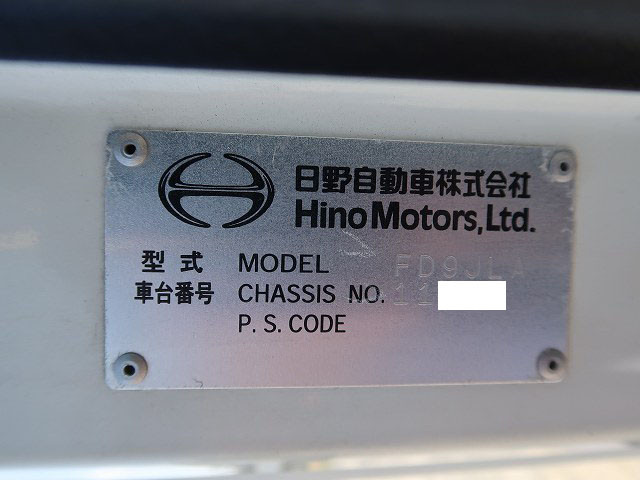 日野自動車株式会社
Hino Motors, Ltd.
型式 MODEL FD9JLA
車台番号 CHASSIS NO. 11
P. S. CODE